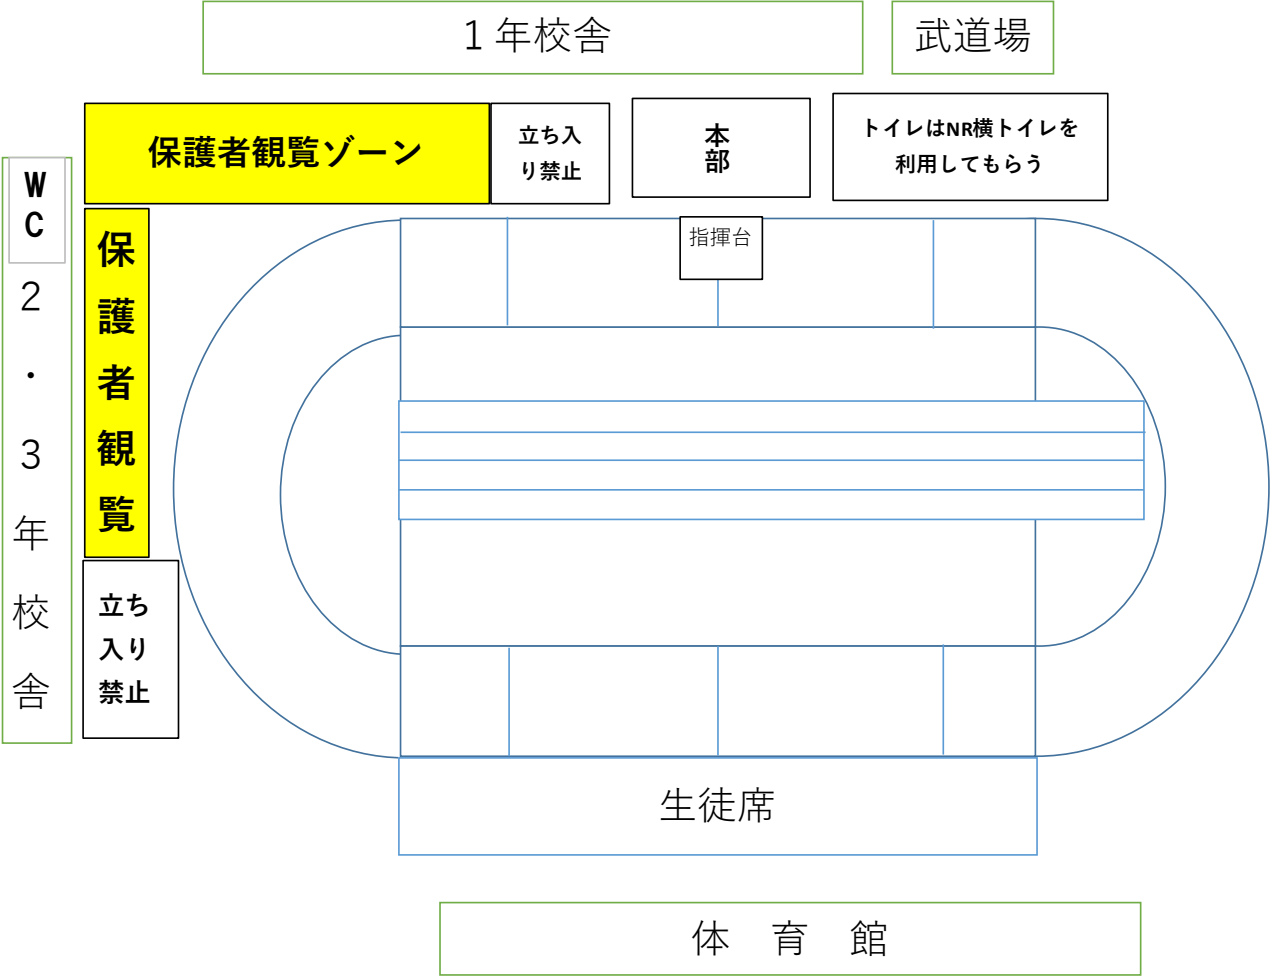 １年校舎
武道場
保護者観覧ゾーン
立ち入
り禁止
本
部
トイレはNR横トイレを
利用してもらう
W
C
２・３年校舎
保護者観覧
指揮台
立ち
入り
禁止
生徒席
体　育　館